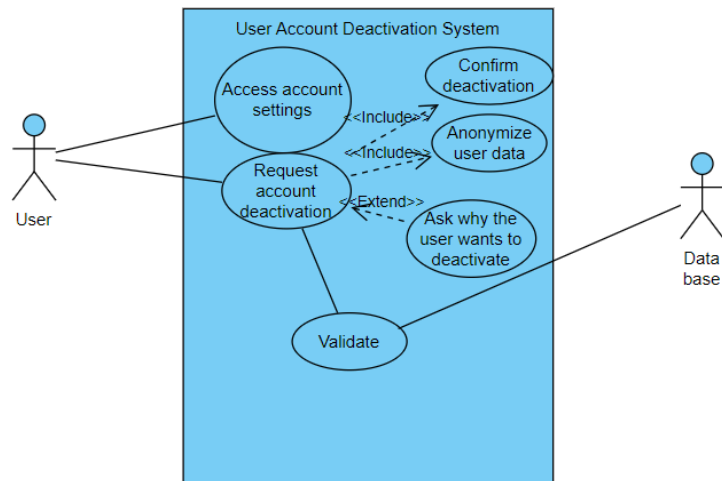 User Account Deactivation System
Access account
settings
Confirm
deactivation
<<Include>>
Anonymize
user data
<<Include>>
Request
account
deactivation
<<Extend>>
Ask why the
user wants to
deactivate
User
Data
base
Validate